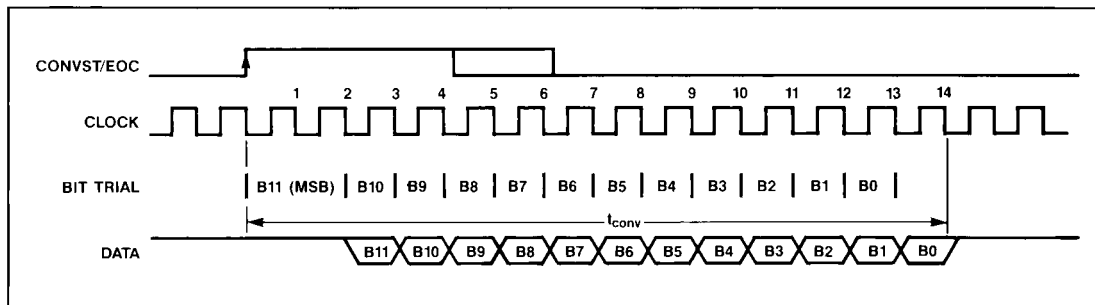 CONVST/EOC
1 2 3 4 5 6 7 8 9 10 11 12 13 14
CLOCK
BIT TRIAL B11 (MSB) B10 B9 B8 B7 B6 B5 B4 B3 B2 B1 B0
tconv
DATA B11 B10 B9 B8 B7 B6 B5 B4 B3 B2 B1 B0